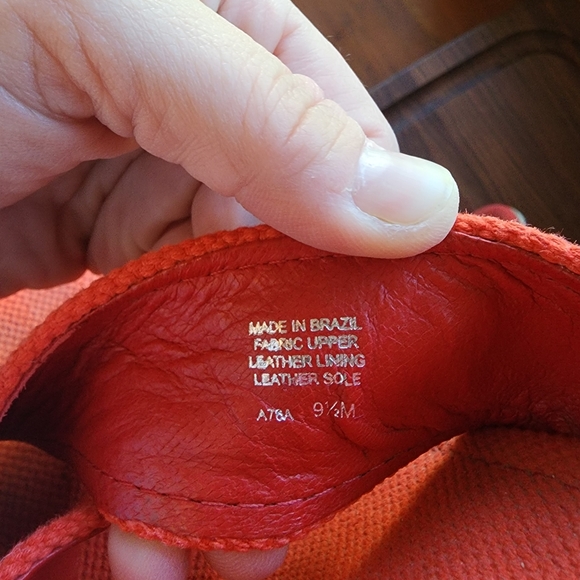 MADE IN BRAZIL
FABRIC UPPER
LEATHER LINING
LEATHER SOLE
A76A 9½M